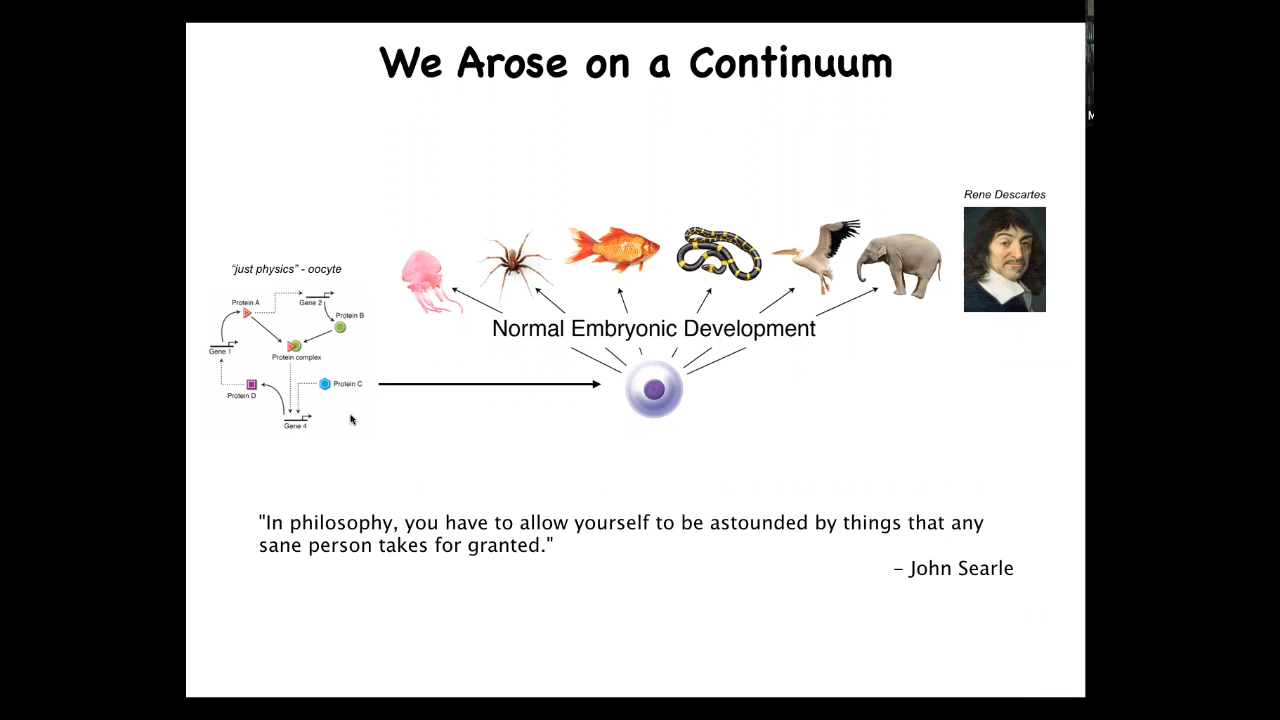 We Arose on a Continuum
Rene Descartes
"just physics" - oocyte
Protein A
Gene 2
Protein B
Gene 1
Protein complex
Protein C
Protein D
Gene 4
Normal Embryonic Development
"In philosophy, you have to allow yourself to be astounded by things that any
sane person takes for granted."
– John Searle